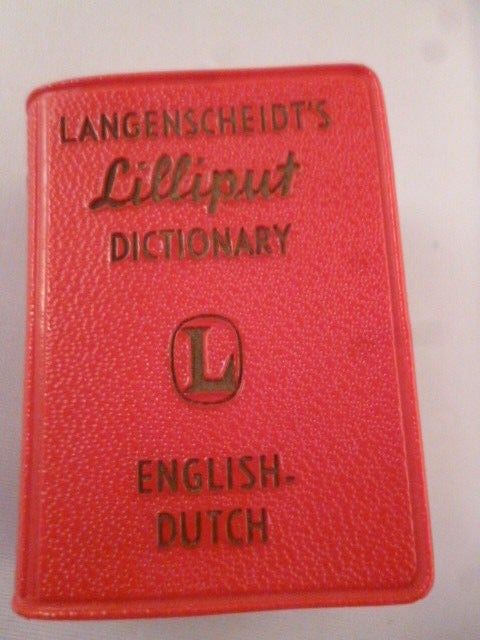 LANGENSCHEIDT'S
Lilliput
DICTIONARY
L
ENGLISH-
DUTCH